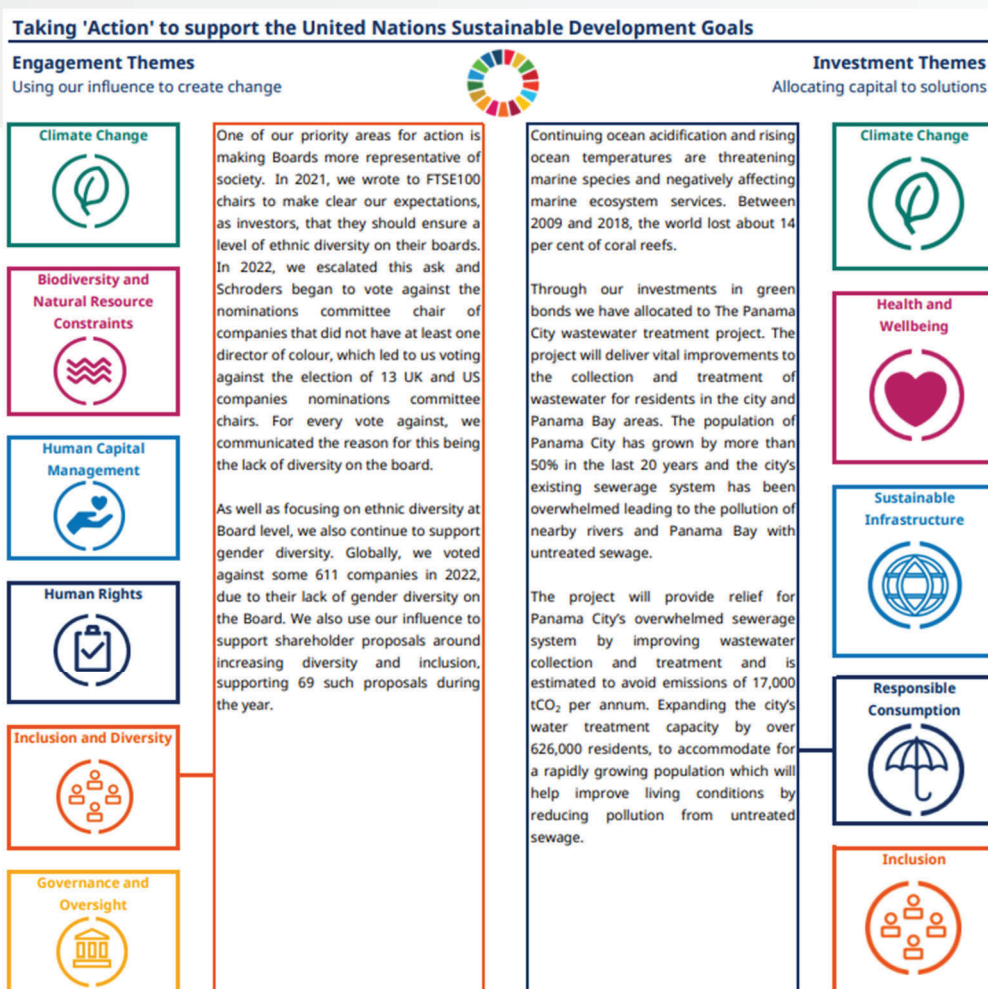 Taking 'Action' to support the United Nations Sustainable Development Goals
Engagement Themes
Using our influence to create change
Investment Themes
Allocating capital to solutions
Climate Change
Biodiversity and
Natural Resource
Constraints
Human Capital
Management
Human Rights
Inclusion and Diversity
Governance and
Oversight
One of our priority areas for action is
making Boards more representative of
society. In 2021, we wrote to FTSE100
chairs to make clear our expectations,
as investors, that they should ensure a
level of ethnic diversity on their boards.
In 2022, we escalated this ask and
Schroders began to vote against the
nominations committee chair of
companies that did not have at least one
director of colour, which led to us voting
against the election of 13 UK and US
companies nominations committee
chairs. For every vote against, we
communicated the reason for this being
the lack of diversity on the board.
As well as focusing on ethnic diversity at
Board level, we also continue to support
gender diversity. Globally, we voted
against some 611 companies in 2022,
due to their lack of gender diversity on
the Board. We also use our influence to
support shareholder proposals around
increasing diversity and inclusion,
supporting 69 such proposals during
the year.
Continuing ocean acidification and rising
ocean temperatures are threatening
marine species and negatively affecting
marine ecosystem services. Between
2009 and 2018, the world lost about 14
per cent of coral reefs.
Through our investments in green
bonds we have allocated to The Panama
City wastewater treatment project. The
project will deliver vital improvements to
the collection and treatment of
wastewater for residents in the city and
Panama Bay areas. The population of
Panama City has grown by more than
50% in the last 20 years and the city's
existing sewerage system has been
overwhelmed leading to the pollution of
nearby rivers and Panama Bay with
untreated sewage.
The project will provide relief for
Panama City's overwhelmed sewerage
system by improving wastewater
collection and treatment and is
estimated to avoid emissions of 17,000
tCO₂ per annum. Expanding the city's
water treatment capacity by over
626,000 residents, to accommodate for
a rapidly growing population which will
help improve living conditions by
reducing pollution from untreated
sewage.
Climate Change
Health and
Wellbeing
Sustainable
Infrastructure
Responsible
Consumption
Inclusion